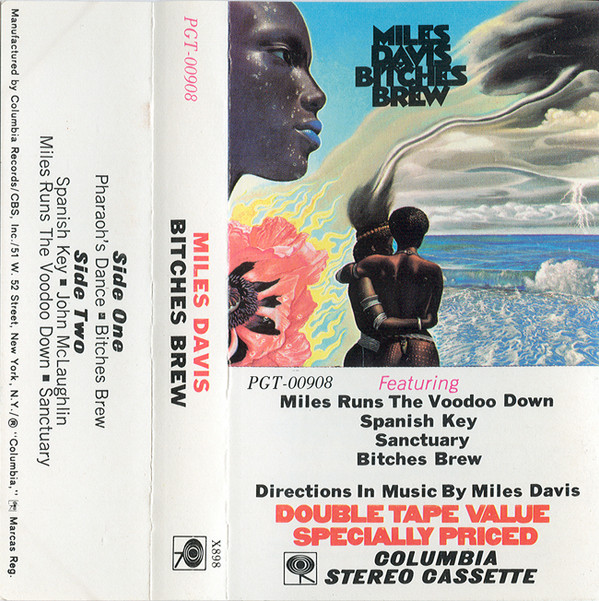 Manufactured by Columbia Records/CBS, Inc./51 W. 52 Street, New York, N.Y./® "Columbia," Marcas Reg.
Side One
Pharaoh's Dance ■ Bitches Brew
Side Two
Spanish Key ■ John McLaughlin
Miles Runs The Voodoo Down ■ Sanctuary
PGT-00908
MILES DAVIS
BITCHES BREW
X898
MILES
DAVIS
BITCHES
BREW
PGT-00908
Featuring
Miles Runs The Voodoo Down
Spanish Key
Sanctuary
Bitches Brew
Directions In Music By Miles Davis
DOUBLE TAPE VALUE
SPECIALLY PRICED
COLUMBIA
STEREO CASSETTE